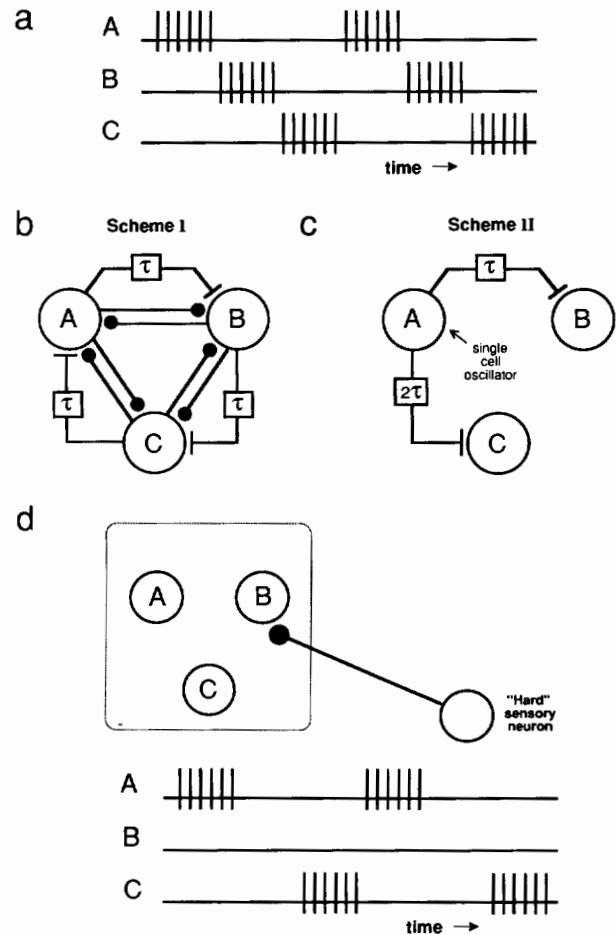 a
A
B
C
time →
b
Scheme I
τ
A
B
τ
τ
C
c
Scheme II
τ
A
B
single
cell
oscillator
2τ
C
d
A
B
C
"Hard"
sensory
neuron
A
B
C
time →